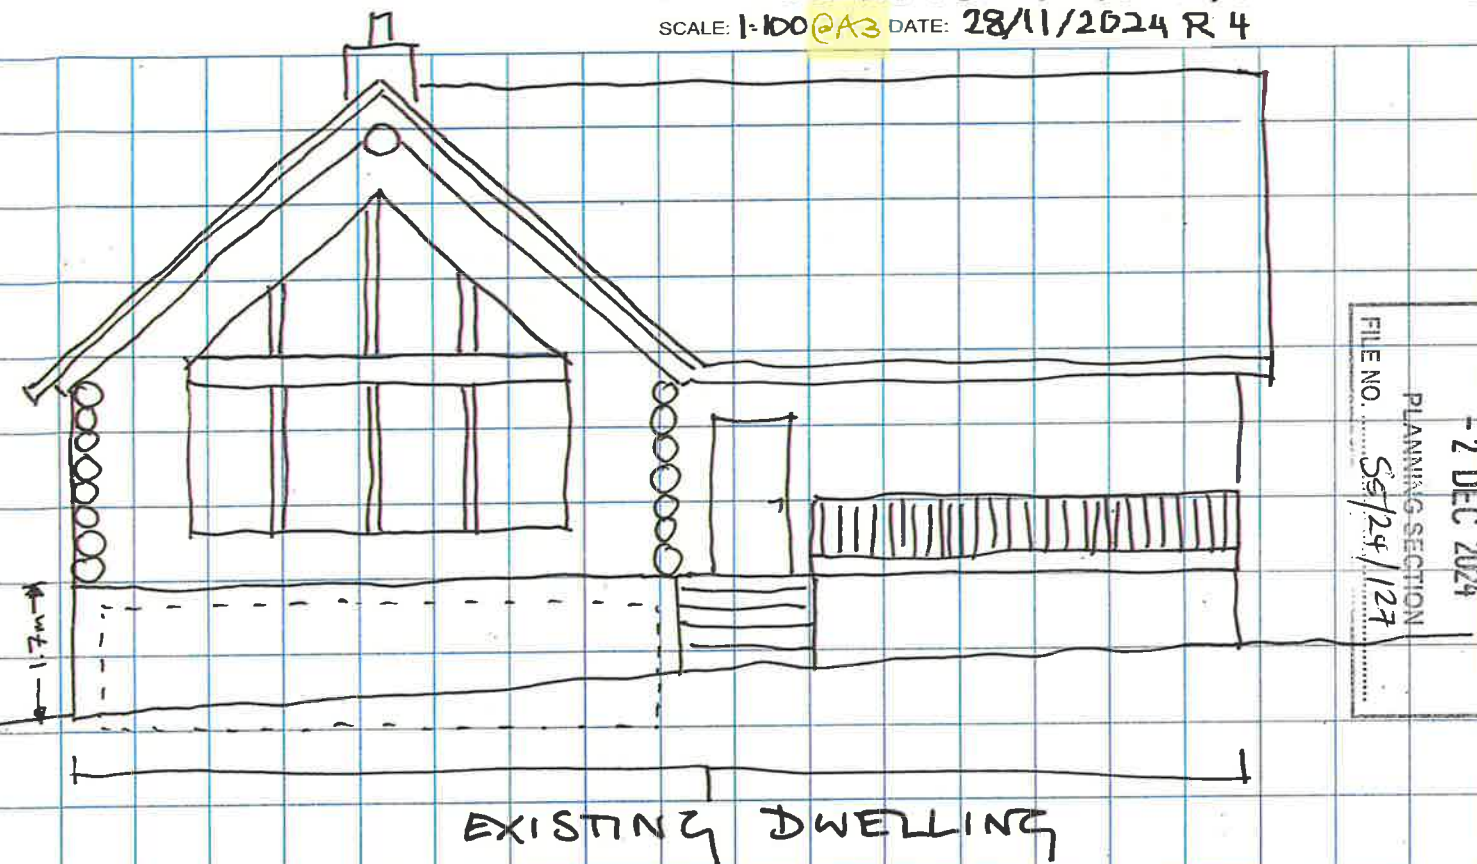 SCALE: 1:100 @A3 DATE: 28/11/2024 R 4
- 2 DEC 2024
PLANNING SECTION
FILE NO. SS/24/127
1.7m
EXISTING DWELLING